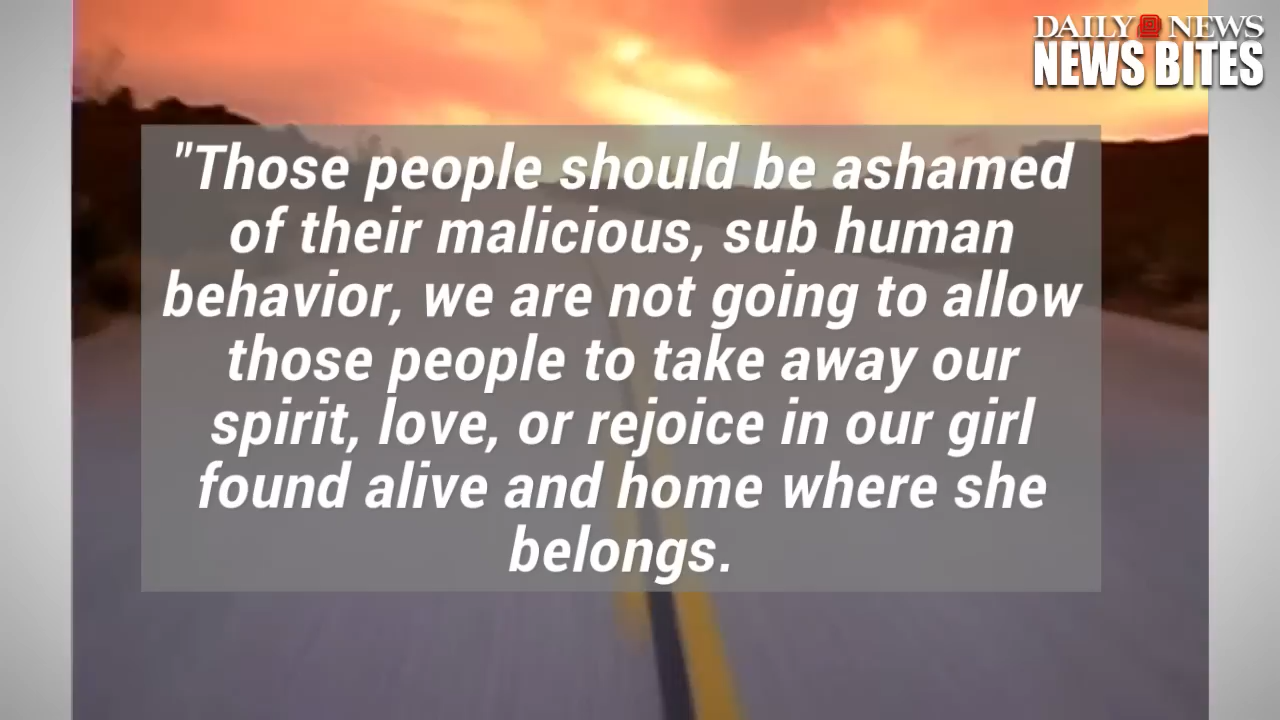 DAILY NEWS
NEWS BITES
"Those people should be ashamed
of their malicious, sub human
behavior, we are not going to allow
those people to take away our
spirit, love, or rejoice in our girl
found alive and home where she
belongs.